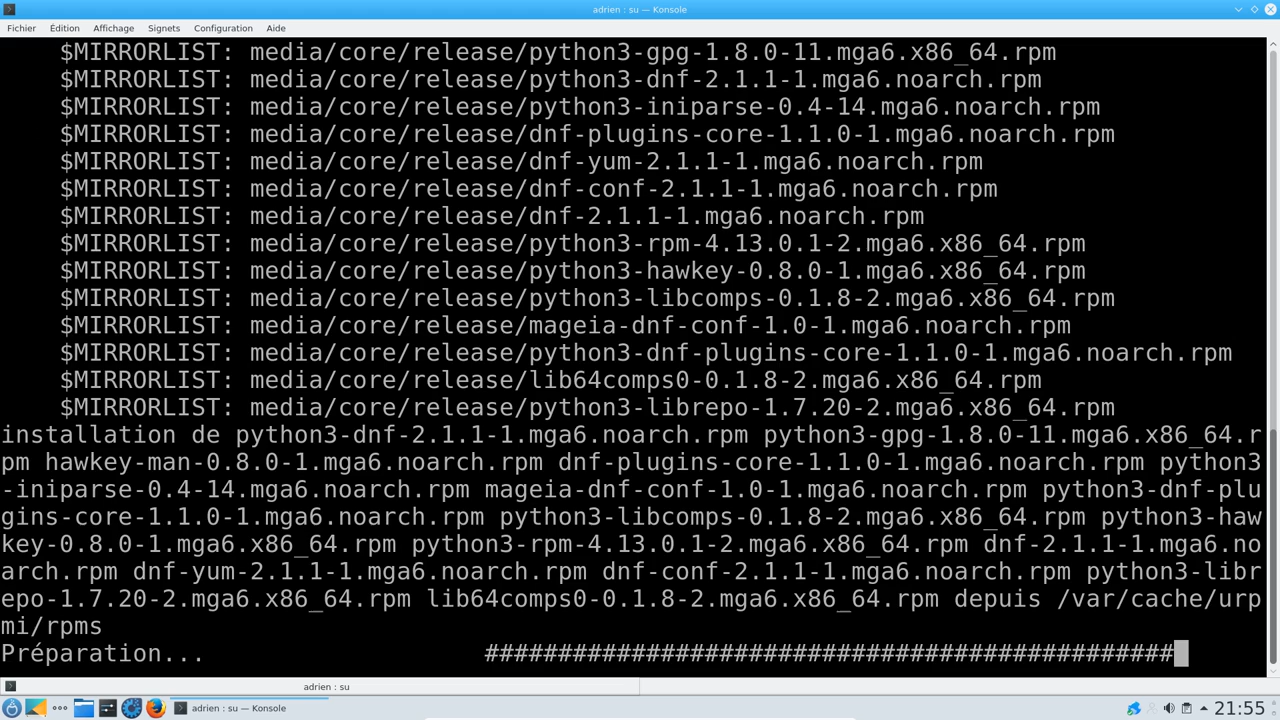 adrien : su — Konsole
Fichier Édition Affichage Signets Configuration Aide
$MIRRORLIST: media/core/release/python3-gpg-1.8.0-11.mga6.x86_64.rpm
$MIRRORLIST: media/core/release/python3-dnf-2.1.1-1.mga6.noarch.rpm
$MIRRORLIST: media/core/release/python3-iniparse-0.4-14.mga6.noarch.rpm
$MIRRORLIST: media/core/release/dnf-plugins-core-1.1.0-1.mga6.noarch.rpm
$MIRRORLIST: media/core/release/dnf-yum-2.1.1-1.mga6.noarch.rpm
$MIRRORLIST: media/core/release/dnf-conf-2.1.1-1.mga6.noarch.rpm
$MIRRORLIST: media/core/release/dnf-2.1.1-1.mga6.noarch.rpm
$MIRRORLIST: media/core/release/python3-rpm-4.13.0.1-2.mga6.x86_64.rpm
$MIRRORLIST: media/core/release/python3-hawkey-0.8.0-1.mga6.x86_64.rpm
$MIRRORLIST: media/core/release/python3-libcomps-0.1.8-2.mga6.x86_64.rpm
$MIRRORLIST: media/core/release/mageia-dnf-conf-1.0-1.mga6.noarch.rpm
$MIRRORLIST: media/core/release/python3-dnf-plugins-core-1.1.0-1.mga6.noarch.rpm
$MIRRORLIST: media/core/release/lib64comps0-0.1.8-2.mga6.x86_64.rpm
$MIRRORLIST: media/core/release/python3-librepo-1.7.20-2.mga6.x86_64.rpm
installation de python3-dnf-2.1.1-1.mga6.noarch.rpm python3-gpg-1.8.0-11.mga6.x86_64.r
pm hawkey-man-0.8.0-1.mga6.noarch.rpm dnf-plugins-core-1.1.0-1.mga6.noarch.rpm python3
-iniparse-0.4-14.mga6.noarch.rpm mageia-dnf-conf-1.0-1.mga6.noarch.rpm python3-dnf-plu
gins-core-1.1.0-1.mga6.noarch.rpm python3-libcomps-0.1.8-2.mga6.x86_64.rpm python3-haw
key-0.8.0-1.mga6.x86_64.rpm python3-rpm-4.13.0.1-2.mga6.x86_64.rpm dnf-2.1.1-1.mga6.no
arch.rpm dnf-yum-2.1.1-1.mga6.noarch.rpm dnf-conf-2.1.1-1.mga6.noarch.rpm python3-libr
epo-1.7.20-2.mga6.x86_64.rpm lib64comps0-0.1.8-2.mga6.x86_64.rpm depuis /var/cache/urp
mi/rpms
Préparation... ###############################################
adrien : su
adrien : su — Konsole
21:55